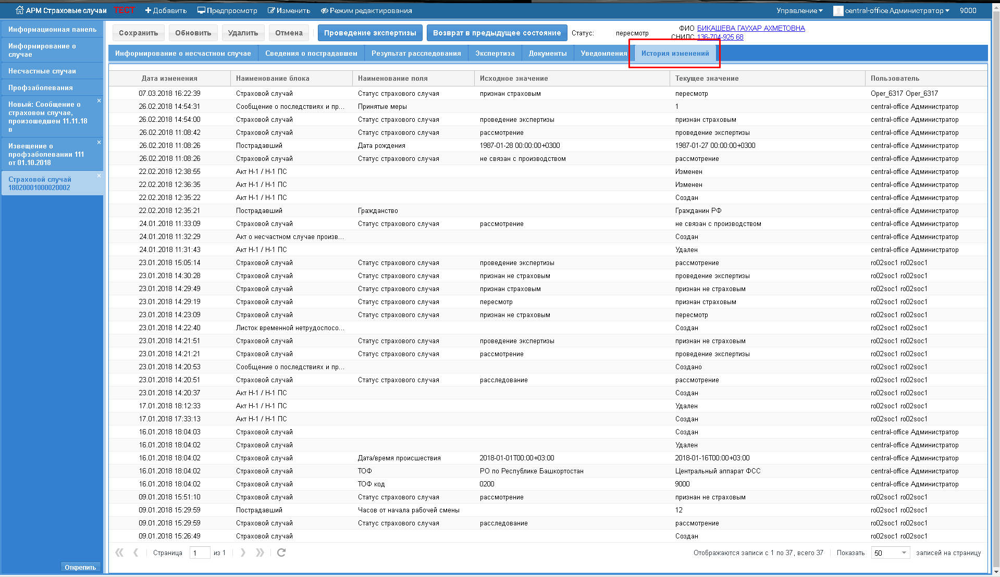 АРМ Страховые случаи ТЕСТ Добавить Предпросмотр Изменить Режим редактирования Управление central-office Администратор 9000
Информационная панель
Информирование о
случае
Несчастные случаи
Профзаболевания
Новый: Сообщение о
страховом случае,
произошедшем 11.11.18
в
Извещение о
профзаболевании 111
от 01.10.2018
Страховой случай
18020001000020002
Открепить
Сохранить Обновить Удалить Отмена Проведение экспертизы Возврат в предыдущее состояние Статус: пересмотр
ФИО БИКАШЕВА ГАУХАР АХМЕТОВНА
СНИЛС 136-704-925 68
Информирование о несчастном случае Сведения о пострадавшем Результат расследования Экспертиза Документы Уведомления История изменений
Дата изменения Наименование блока Наименование поля Исходное значение Текущее значение Пользователь
07.03.2018 16:22:39 Страховой случай Статус страхового случая признан страховым пересмотр Oper_6317 Oper_6317
26.02.2018 14:54:31 Сообщение о последствиях и пр... Принятые меры 1 central-office Администратор
26.02.2018 14:54:00 Страховой случай Статус страхового случая проведение экспертизы признан страховым central-office Администратор
26.02.2018 11:08:42 Страховой случай Статус страхового случая рассмотрение проведение экспертизы central-office Администратор
26.02.2018 11:08:26 Пострадавший Дата рождения 1987-01-28 00:00:00+0300 1987-01-27 00:00:00+0300 central-office Администратор
26.02.2018 11:08:26 Страховой случай Статус страхового случая не связан с производством рассмотрение central-office Администратор
22.02.2018 12:38:55 Акт Н-1 / Н-1 ПС Изменен central-office Администратор
22.02.2018 12:36:35 Акт Н-1 / Н-1 ПС Изменен central-office Администратор
22.02.2018 12:35:22 Акт Н-1 / Н-1 ПС Создан central-office Администратор
22.02.2018 12:35:21 Пострадавший Гражданство Гражданин РФ central-office Администратор
24.01.2018 11:33:09 Страховой случай Статус страхового случая рассмотрение не связан с производством central-office Администратор
24.01.2018 11:32:29 Акт о несчастном случае произв... Создан central-office Администратор
24.01.2018 11:31:43 Акт Н-1 / Н-1 ПС Удален central-office Администратор
23.01.2018 15:05:14 Страховой случай Статус страхового случая проведение экспертизы рассмотрение ro02soc1 ro02soc1
23.01.2018 14:30:28 Страховой случай Статус страхового случая признан не страховым проведение экспертизы ro02soc1 ro02soc1
23.01.2018 14:29:49 Страховой случай Статус страхового случая признан страховым признан не страховым ro02soc1 ro02soc1
23.01.2018 14:29:19 Страховой случай Статус страхового случая пересмотр признан страховым ro02soc1 ro02soc1
23.01.2018 14:23:09 Страховой случай Статус страхового случая признан не страховым пересмотр ro02soc1 ro02soc1
23.01.2018 14:22:40 Листок временной нетрудоспосо... Создан ro02soc1 ro02soc1
23.01.2018 14:21:51 Страховой случай Статус страхового случая проведение экспертизы признан не страховым ro02soc1 ro02soc1
23.01.2018 14:21:21 Страховой случай Статус страхового случая рассмотрение проведение экспертизы ro02soc1 ro02soc1
23.01.2018 14:20:53 Сообщение о последствиях и пр... Создано ro02soc1 ro02soc1
23.01.2018 14:20:51 Страховой случай Статус страхового случая расследование рассмотрение ro02soc1 ro02soc1
23.01.2018 14:20:37 Акт Н-1 / Н-1 ПС Создан ro02soc1 ro02soc1
17.01.2018 18:12:33 Акт Н-1 / Н-1 ПС Удален ro02soc1 ro02soc1
17.01.2018 17:33:13 Акт Н-1 / Н-1 ПС Создан ro02soc1 ro02soc1
16.01.2018 18:04:03 Страховой случай Создан central-office Администратор
16.01.2018 18:04:02 Страховой случай Удален central-office Администратор
16.01.2018 18:04:02 Страховой случай Дата/время происшествия 2018-01-01T00:00+03:00 2018-01-16T00:00+03:00 central-office Администратор
16.01.2018 18:04:02 Страховой случай ТОФ РО по Республике Башкортостан Центральный аппарат ФСС central-office Администратор
16.01.2018 18:04:02 Страховой случай ТОФ код 0200 9000 central-office Администратор
09.01.2018 15:51:10 Страховой случай Статус страхового случая рассмотрение признан не страховым ro02soc1 ro02soc1
09.01.2018 15:29:59 Пострадавший Часов от начала рабочей смены 12 ro02soc1 ro02soc1
09.01.2018 15:29:59 Страховой случай Статус страхового случая расследование рассмотрение ro02soc1 ro02soc1
09.01.2018 15:26:49 Страховой случай Создан ro02soc1 ro02soc1
Страница 1 из 1 Отображаются записи с 1 по 37, всего 37 Показать 50 записей на страницу